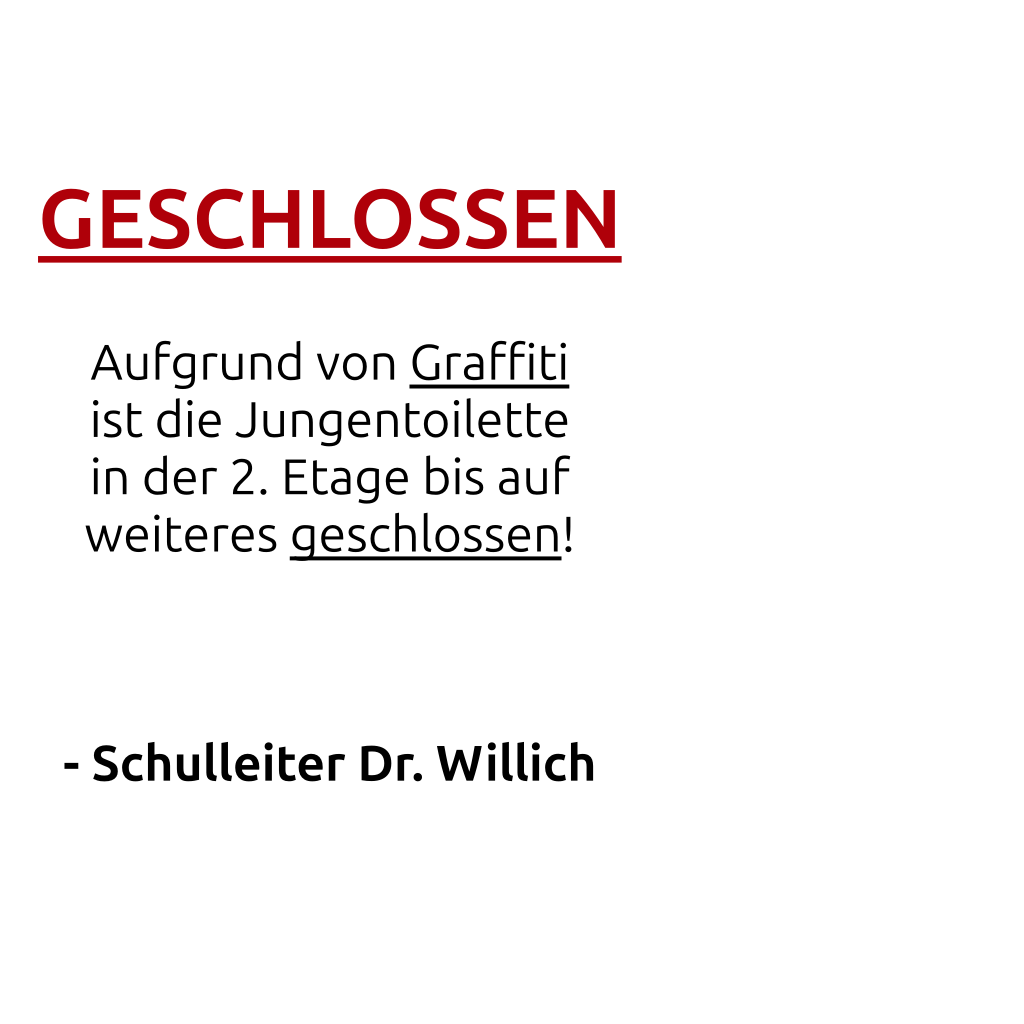 GESCHLOSSEN
Aufgrund von Graffiti
ist die Jungentoilette
in der 2. Etage bis auf
weiteres geschlossen!
- Schulleiter Dr. Willich